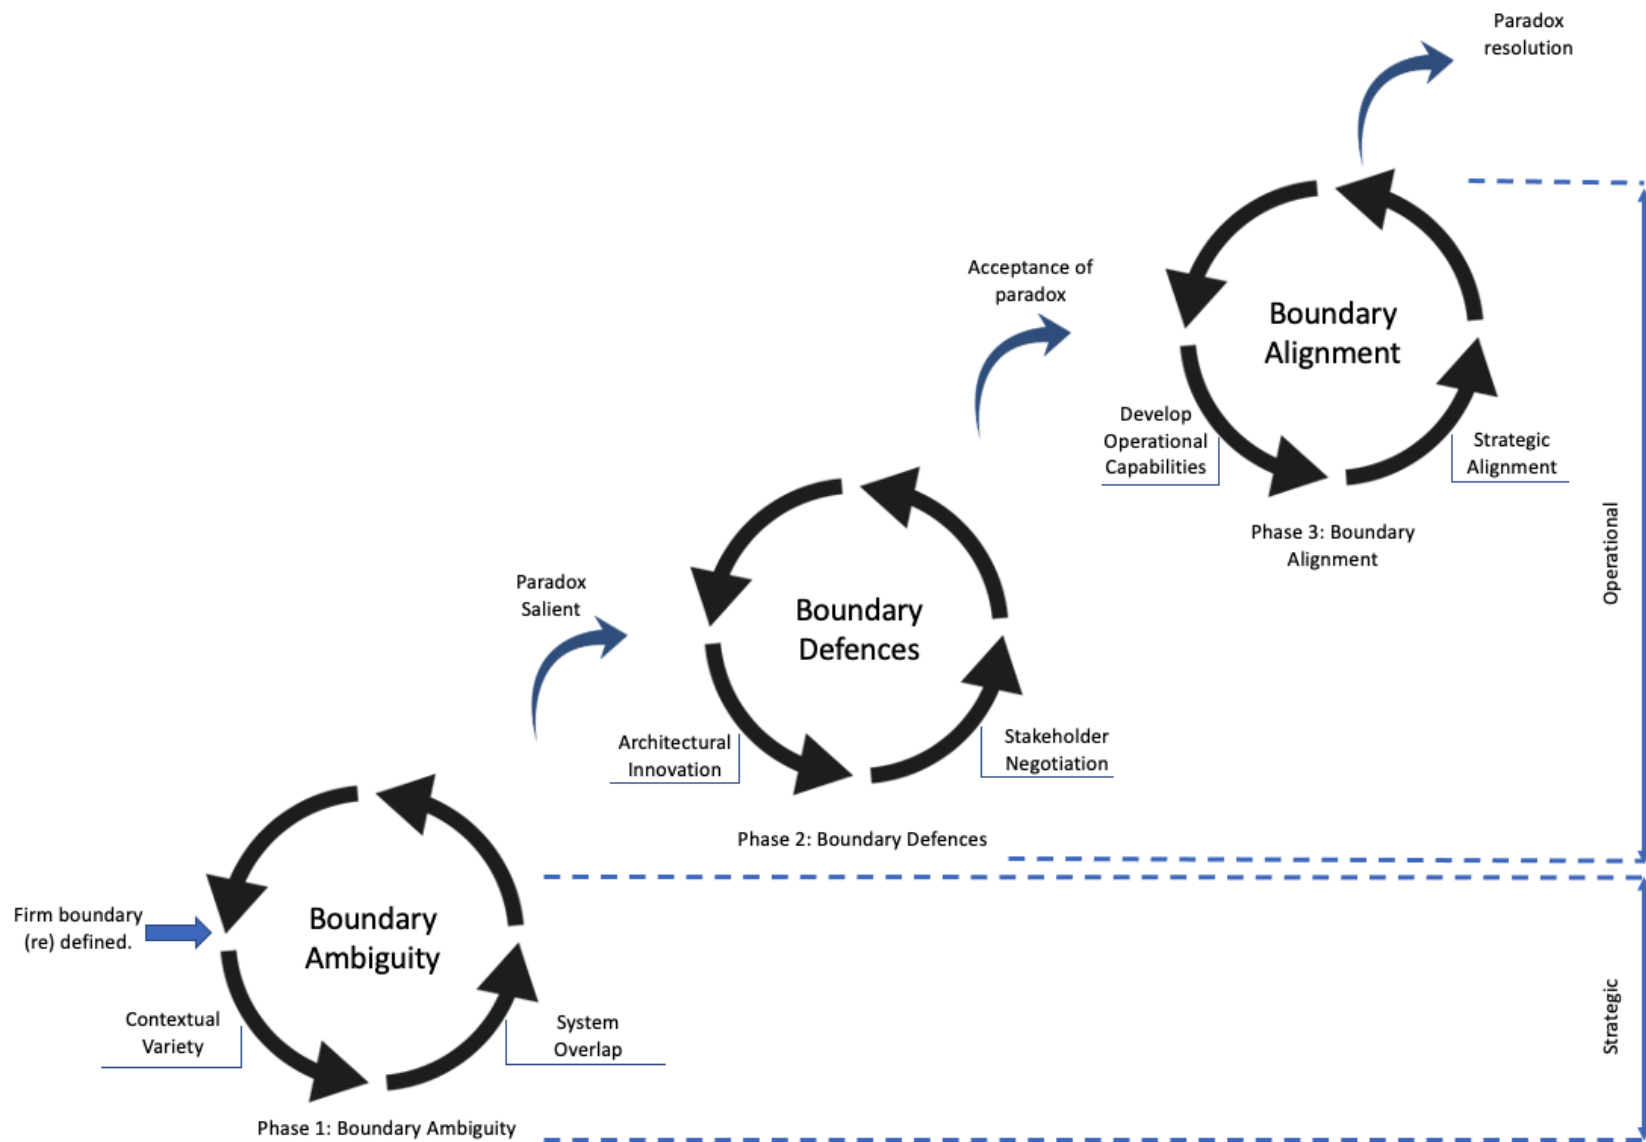 Paradox
resolution
Acceptance of
paradox
Boundary
Alignment
Develop
Operational
Capabilities
Strategic
Alignment
Phase 3: Boundary
Alignment
Operational
Paradox
Salient
Boundary
Defences
Architectural
Innovation
Stakeholder
Negotiation
Phase 2: Boundary Defences
Firm boundary
(re) defined.
Boundary
Ambiguity
Contextual
Variety
System
Overlap
Strategic
Phase 1: Boundary Ambiguity